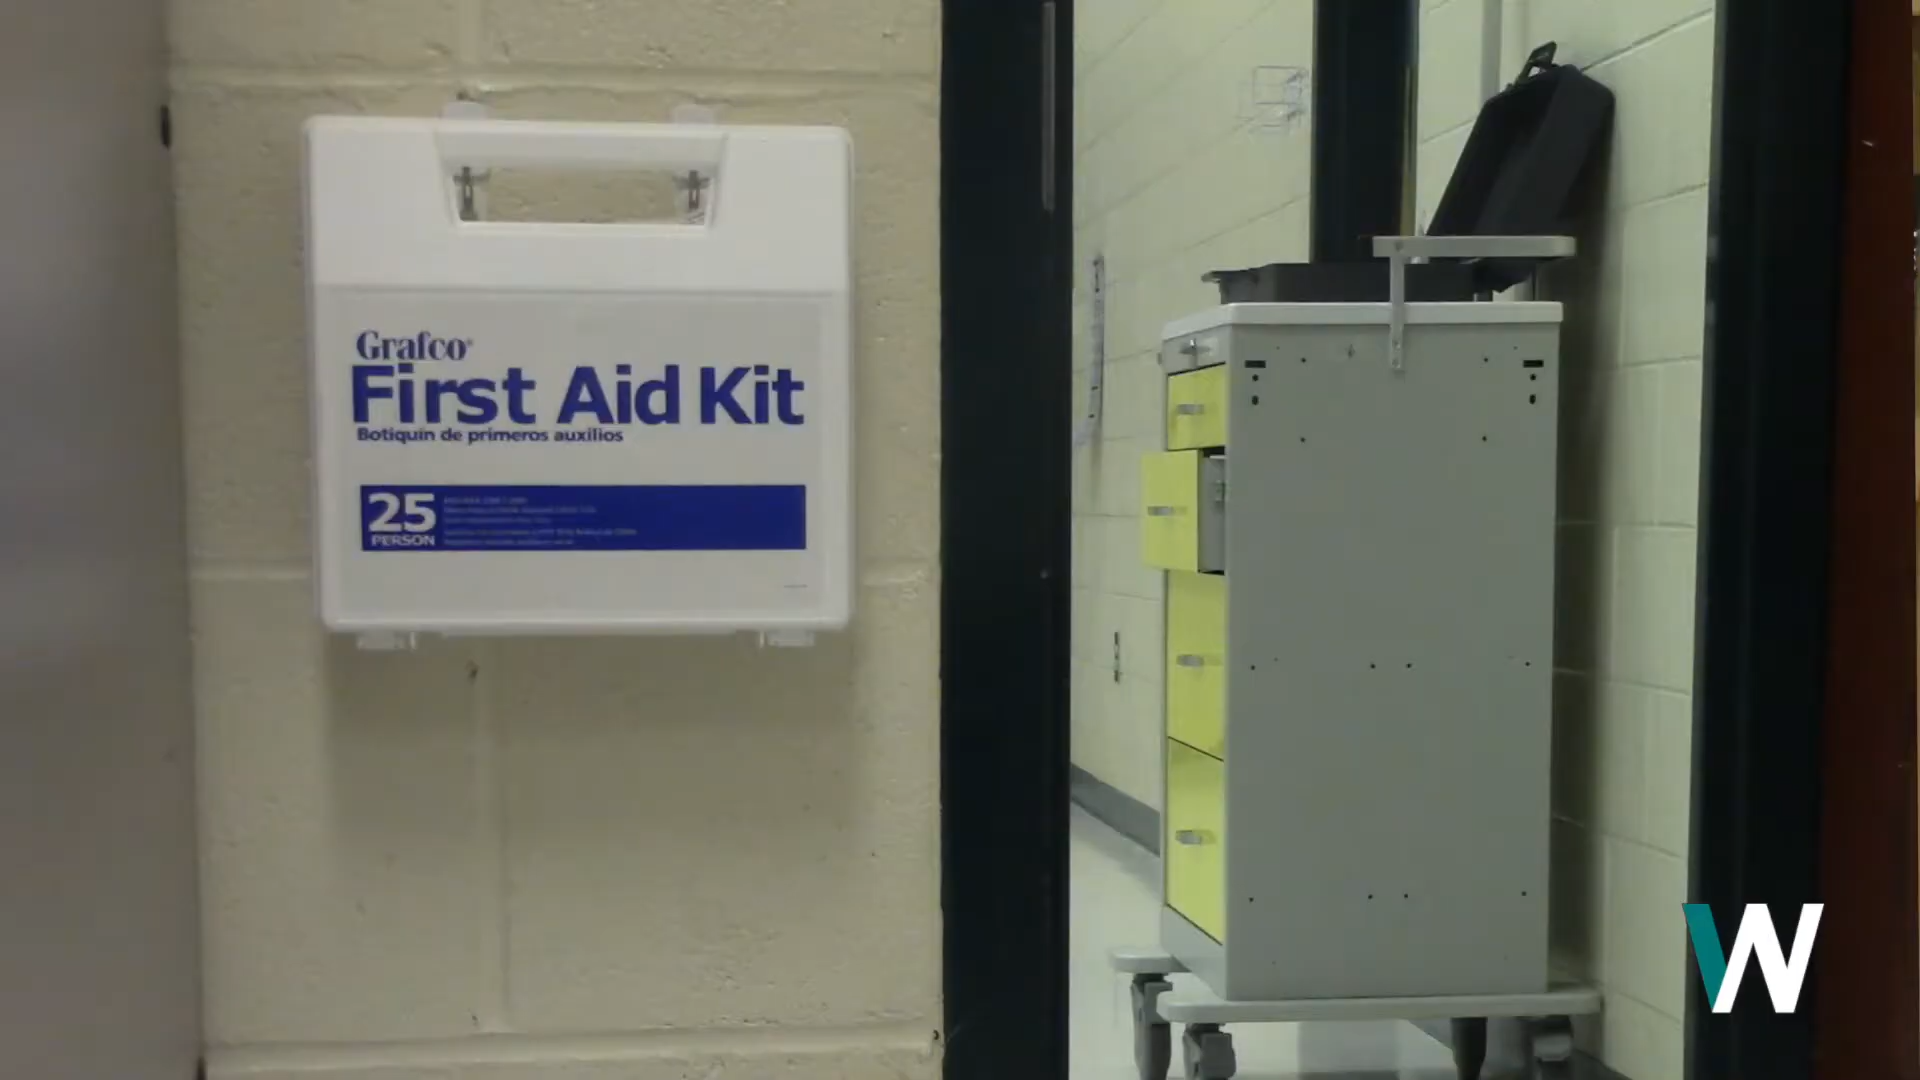 Grafco®
First Aid Kit
Botiquín de primeros auxilios
25
PERSON
W